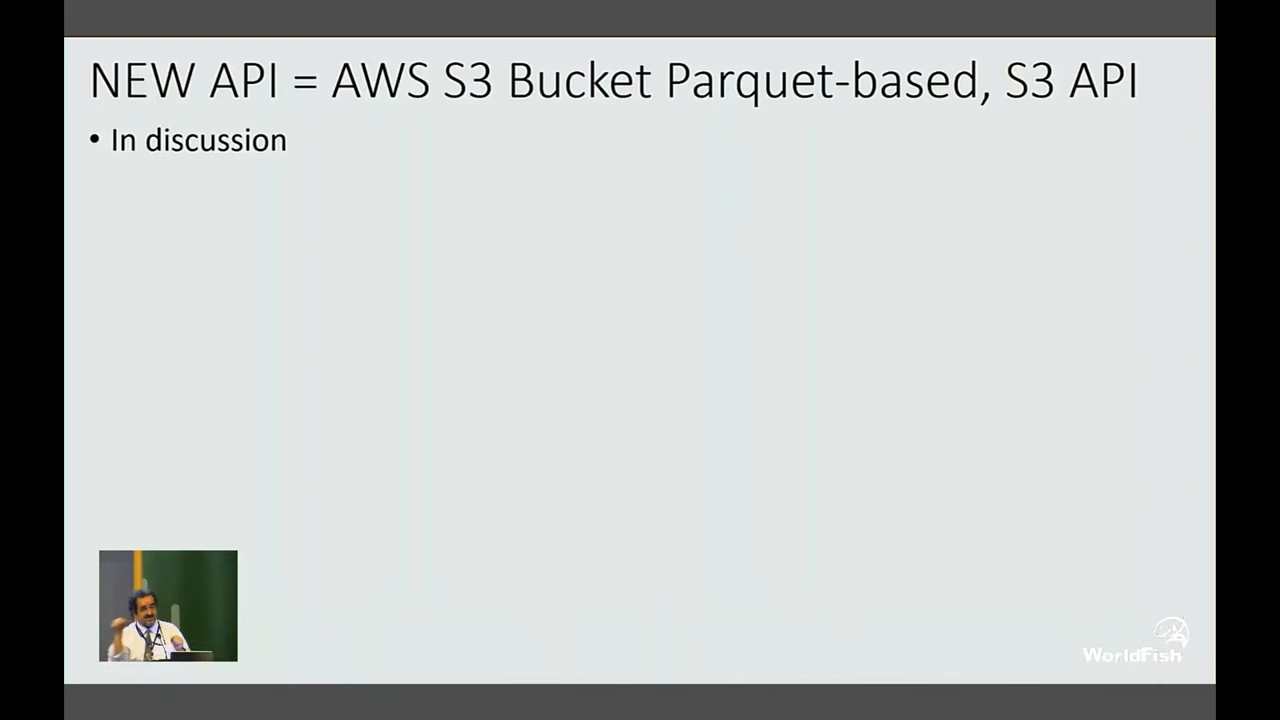 NEW API = AWS S3 Bucket Parquet-based, S3 API
• In discussion
WorldFish